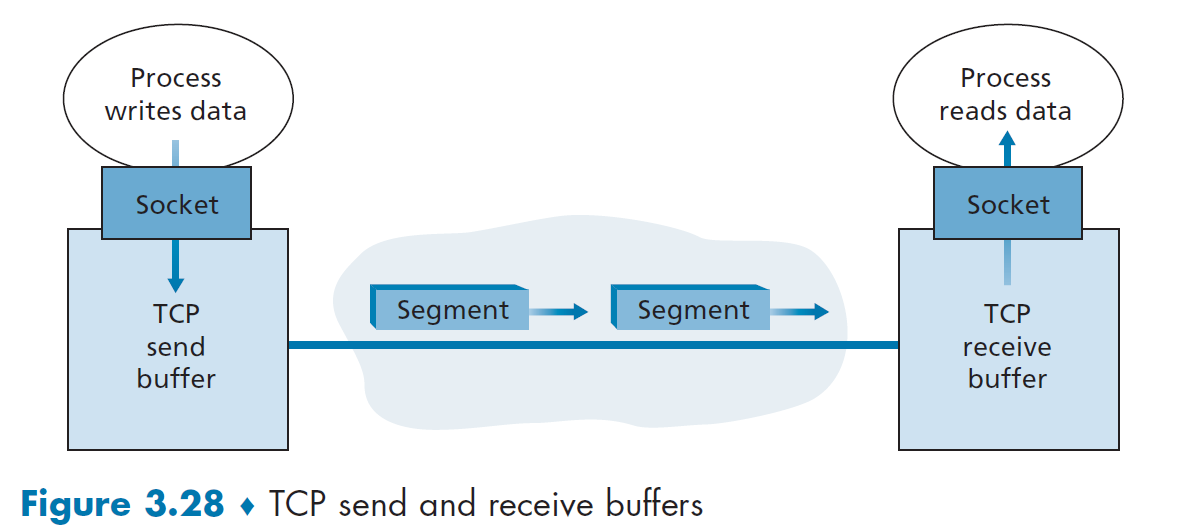 Process
writes data
Process
reads data
Socket
Socket
TCP
send
buffer
Segment
Segment
TCP
receive
buffer
Figure 3.28 ♦ TCP send and receive buffers